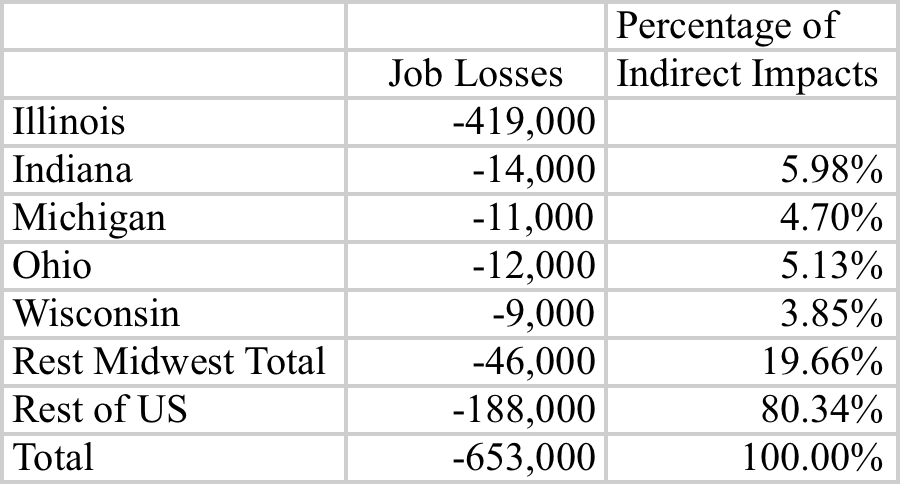 Percentage of
Job Losses Indirect Impacts
Illinois -419,000
Indiana -14,000 5.98%
Michigan -11,000 4.70%
Ohio -12,000 5.13%
Wisconsin -9,000 3.85%
Rest Midwest Total -46,000 19.66%
Rest of US -188,000 80.34%
Total -653,000 100.00%